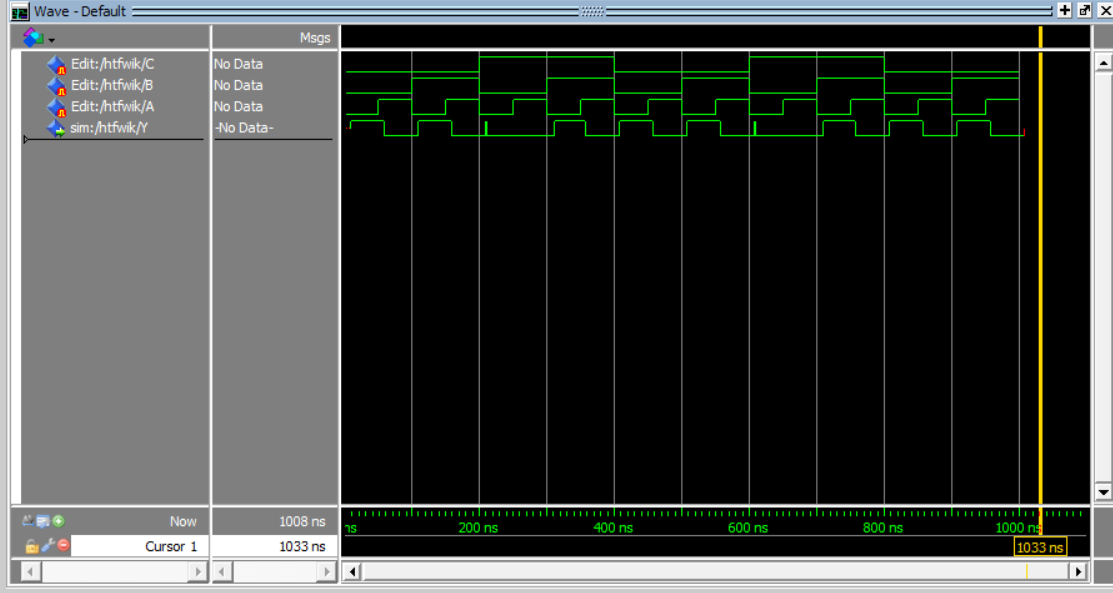 Wave - Default
Msgs
Edit:/htfwik/C No Data
Edit:/htfwik/B No Data
Edit:/htfwik/A No Data
sim:/htfwik/Y -No Data-
Now 1008 ns
ns 200 ns 400 ns 600 ns 800 ns 1000 ns
Cursor 1 1033 ns
1033 ns